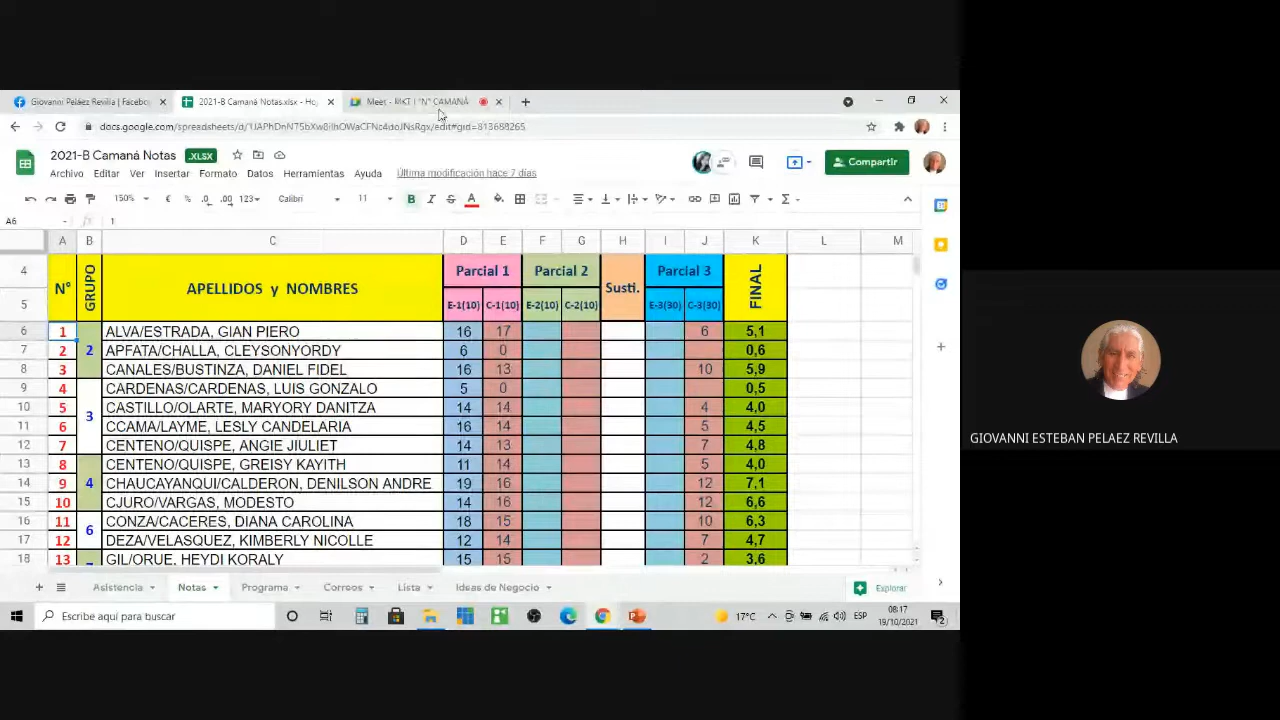 Giovanni Peláez Revilla | Faceboo
2021-B Camaná Notas.xlsx - Hoj
Meet - MKT I "N" CAMANÁ
2021-B Camaná Notas .XLSX
Compartir
Archivo Editar Ver Insertar Formato Datos Herramientas Ayuda Última modificación hace 7 días
150% € % .0 .00 123 Calibri 11 B I S A
A6 fx 1
A B C D E F G H I J K L M
4 N° GRUPO APELLIDOS y NOMBRES Parcial 1 Parcial 2 Susti. Parcial 3 FINAL
5 E-1(10) C-1(10) E-2(10) C-2(10) E-3(30) C-3(30)
6 1 2 ALVA/ESTRADA, GIAN PIERO 16 17 6 5,1
7 2 APFATA/CHALLA, CLEYSONYORDY 6 0 0,6
8 3 CANALES/BUSTINZA, DANIEL FIDEL 16 13 10 5,9
9 4 3 CARDENAS/CARDENAS, LUIS GONZALO 5 0 0,5
10 5 CASTILLO/OLARTE, MARYORY DANITZA 14 14 4 4,0
11 6 CCAMA/LAYME, LESLY CANDELARIA 16 14 5 4,5
12 7 CENTENO/QUISPE, ANGIE JIULIET 14 13 7 4,8
13 8 4 CENTENO/QUISPE, GREISY KAYITH 11 14 5 4,0
14 9 CHAUCAYANQUI/CALDERON, DENILSON ANDRE 19 16 12 7,1
15 10 CJURO/VARGAS, MODESTO 14 16 12 6,6
16 11 6 CONZA/CACERES, DIANA CAROLINA 18 15 10 6,3
17 12 DEZA/VELASQUEZ, KIMBERLY NICOLLE 12 14 7 4,7
18 13 GIL/ORUE, HEYDI KORALY 15 15 2 3,6
Asistencia Notas Programa Correos Lista Ideas de Negocio Explorar
Escribe aquí para buscar 17°C ESP 08:17
19/10/2021
GIOVANNI ESTEBAN PELAEZ REVILLA